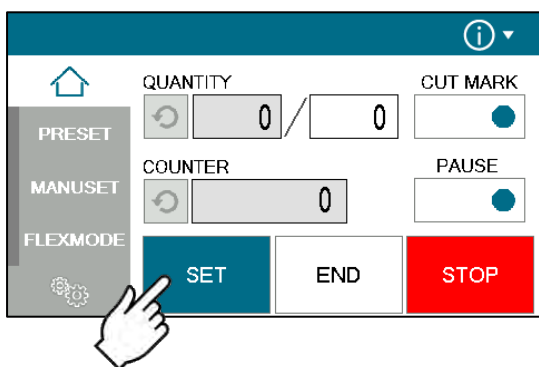 QUANTITY
CUT MARK
0 / 0
PRESET
COUNTER
PAUSE
MANUSET
0
FLEXMODE
SET
END
STOP